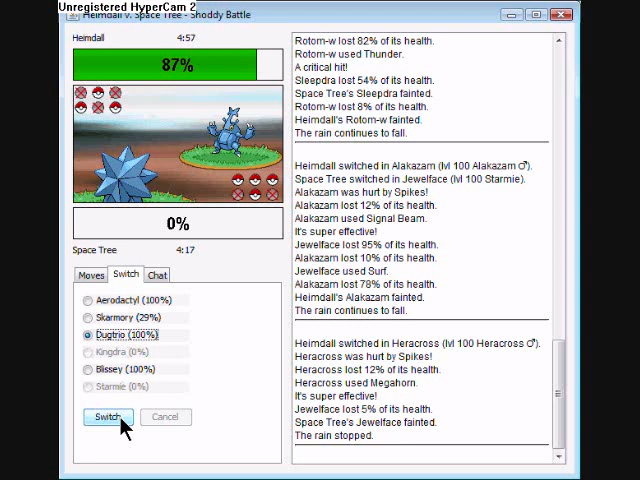 Unregistered HyperCam 2
Heimdall v. Space Tree - Shoddy Battle
Heimdall 4:57
87%
0%
Space Tree 4:17
Moves Switch Chat
Aerodactyl (100%)
Skarmory (29%)
Dugtrio (100%)
Kingdra (0%)
Blissey (100%)
Starmie (0%)
Switch Cancel
Rotom-w lost 82% of its health.
Rotom-w used Thunder.
A critical hit!
Sleepdra lost 54% of its health.
Space Tree's Sleepdra fainted.
Rotom-w lost 8% of its health.
Heimdall's Rotom-w fainted.
The rain continues to fall.
Heimdall switched in Alakazam (lvl 100 Alakazam ♂).
Space Tree switched in Jewelface (lvl 100 Starmie).
Alakazam was hurt by Spikes!
Alakazam lost 12% of its health.
Alakazam used Signal Beam.
It's super effective!
Jewelface lost 95% of its health.
Alakazam lost 10% of its health.
Jewelface used Surf.
Alakazam lost 78% of its health.
Heimdall's Alakazam fainted.
The rain continues to fall.
Heimdall switched in Heracross (lvl 100 Heracross ♂).
Heracross was hurt by Spikes!
Heracross lost 12% of its health.
Heracross used Megahorn.
It's super effective!
Jewelface lost 5% of its health.
Space Tree's Jewelface fainted.
The rain stopped.